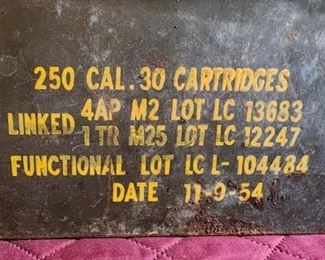 250 CAL. 30 CARTRIDGES
LINKED 4AP M2 LOT LC 13683
1 TR M25 LOT LC 12247
FUNCTIONAL LOT LC L-104484
DATE 11-9-54